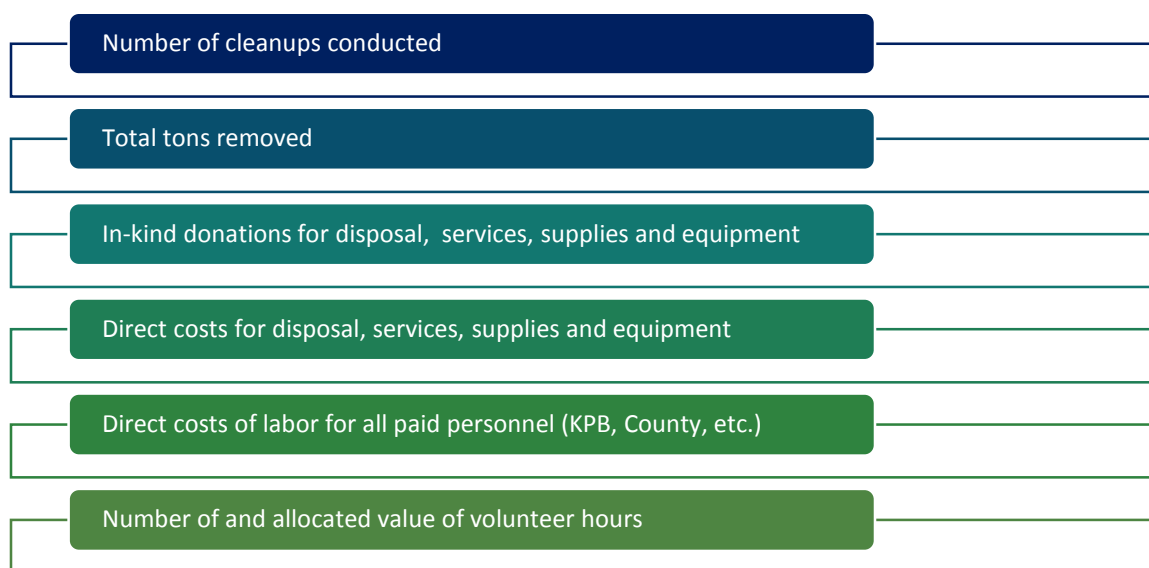 Number of cleanups conducted
Total tons removed
In-kind donations for disposal,  services, supplies and equipment
Direct costs for disposal, services, supplies and equipment
Direct costs of labor for all paid personnel (KPB, County, etc.)
Number of and allocated value of volunteer hours